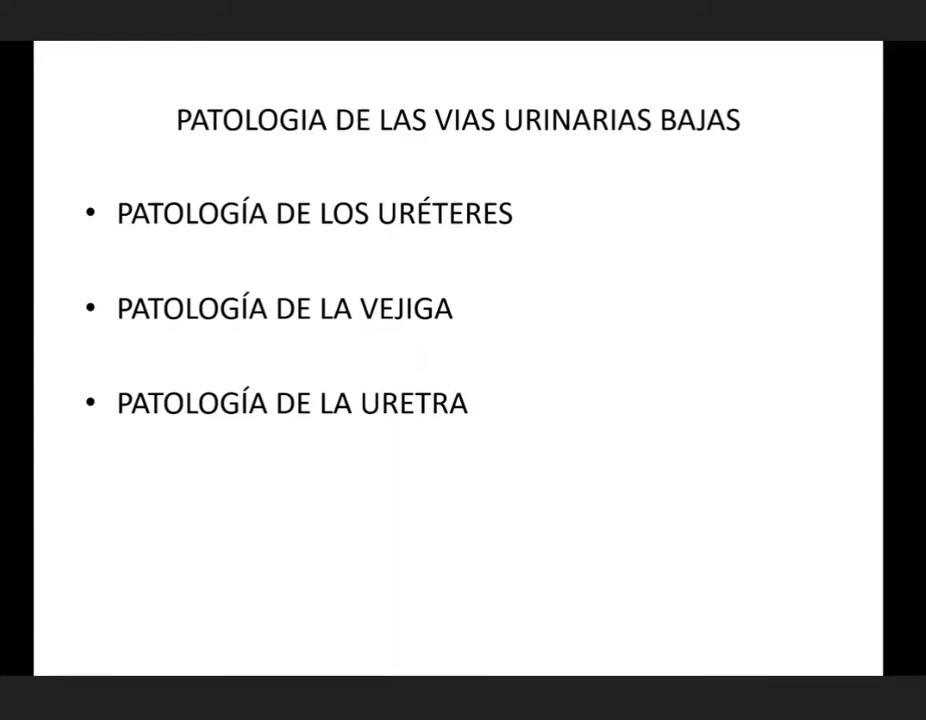 PATOLOGIA DE LAS VIAS URINARIAS BAJAS
• PATOLOGÍA DE LOS URÉTERES
• PATOLOGÍA DE LA VEJIGA
• PATOLOGÍA DE LA URETRA